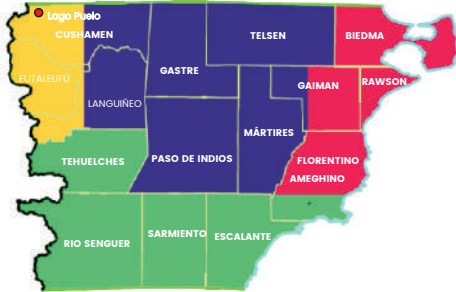 Lago Puelo
CUSHAMEN
TELSEN
BIEDMA
GASTRE
FUTALEUFÚ
GAIMAN
RAWSON
LANGUIÑEO
MÁRTIRES
TEHUELCHES
PASO DE INDIOS
FLORENTINO
AMEGHINO
RIO SENGUER
SARMIENTO
ESCALANTE